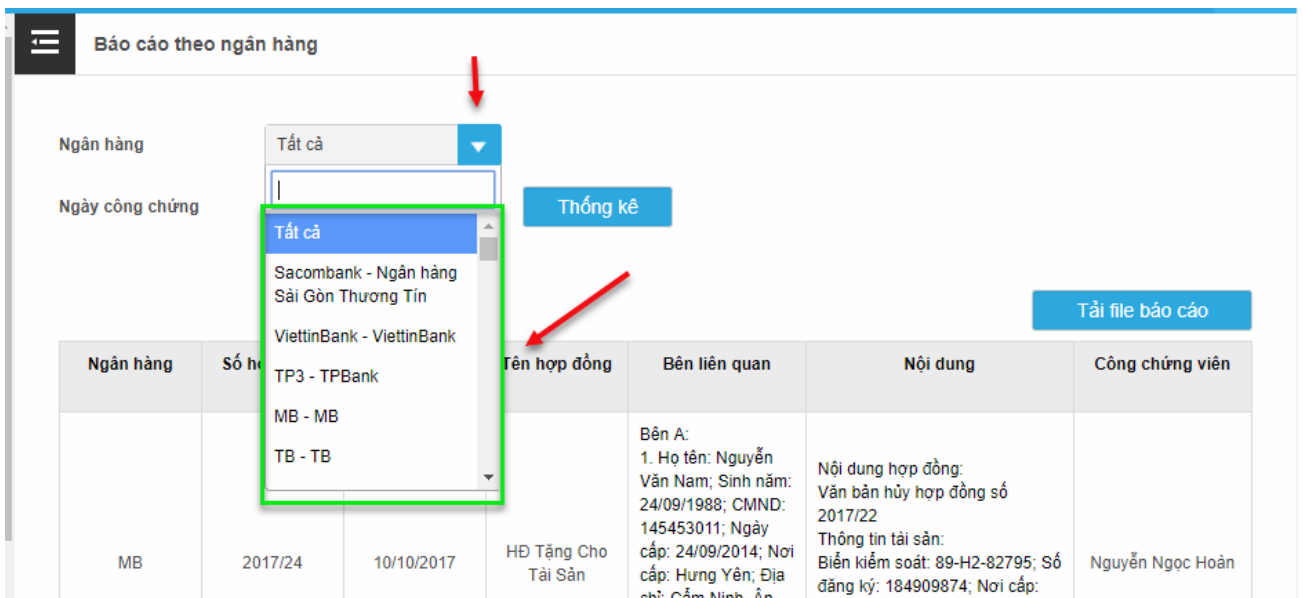 Báo cáo theo ngân hàng
Ngân hàng
Tất cả
Ngày công chứng
Thống kê
Tất cả
Sacombank - Ngân hàng
Sài Gòn Thương Tín
ViettinBank - ViettinBank
TP3 - TPBank
MB - MB
TB - TB
Tải file báo cáo
Ngân hàng
Số
Tên hợp đồng
Bên liên quan
Nội dung
Công chứng viên
MB
2017/24
10/10/2017
HĐ Tặng Cho
Tài Sản
Bên A:
1. Họ tên: Nguyễn
Văn Nam; Sinh năm:
24/09/1988; CMND:
145453011; Ngày
cấp: 24/09/2014; Nơi
cấp: Hưng Yên; Địa
chỉ: Cẩm Ninh, Ân
Nội dung hợp đồng:
Văn bản hủy hợp đồng số
2017/22
Thông tin tài sản:
Biển kiểm soát: 89-H2-82795; Số
đăng ký: 184909874; Nơi cấp:
Nguyễn Ngọc Hoàn